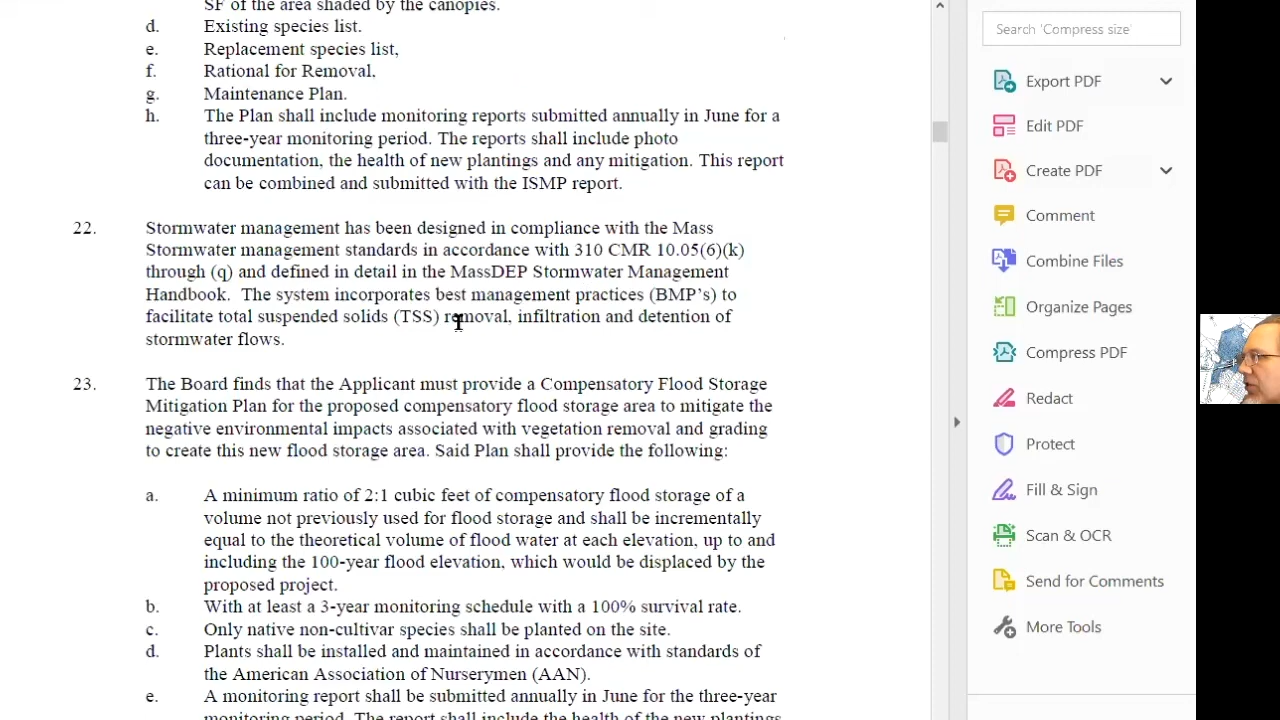 SF of the area shaded by the canopies.
d. Existing species list.
e. Replacement species list,
f. Rational for Removal,
g. Maintenance Plan.
h. The Plan shall include monitoring reports submitted annually in June for a
three-year monitoring period. The reports shall include photo
documentation, the health of new plantings and any mitigation. This report
can be combined and submitted with the ISMP report.
22. Stormwater management has been designed in compliance with the Mass
Stormwater management standards in accordance with 310 CMR 10.05(6)(k)
through (q) and defined in detail in the MassDEP Stormwater Management
Handbook. The system incorporates best management practices (BMP's) to
facilitate total suspended solids (TSS) removal, infiltration and detention of
stormwater flows.
23. The Board finds that the Applicant must provide a Compensatory Flood Storage
Mitigation Plan for the proposed compensatory flood storage area to mitigate the
negative environmental impacts associated with vegetation removal and grading
to create this new flood storage area. Said Plan shall provide the following:
a. A minimum ratio of 2:1 cubic feet of compensatory flood storage of a
volume not previously used for flood storage and shall be incrementally
equal to the theoretical volume of flood water at each elevation, up to and
including the 100-year flood elevation, which would be displaced by the
proposed project.
b. With at least a 3-year monitoring schedule with a 100% survival rate.
c. Only native non-cultivar species shall be planted on the site.
d. Plants shall be installed and maintained in accordance with standards of
the American Association of Nurserymen (AAN).
e. A monitoring report shall be submitted annually in June for the three-year
monitoring period. The report shall include the health of the new plantings
Search 'Compress size'
Export PDF
Edit PDF
Create PDF
Comment
Combine Files
Organize Pages
Compress PDF
Redact
Protect
Fill & Sign
Scan & OCR
Send for Comments
More Tools